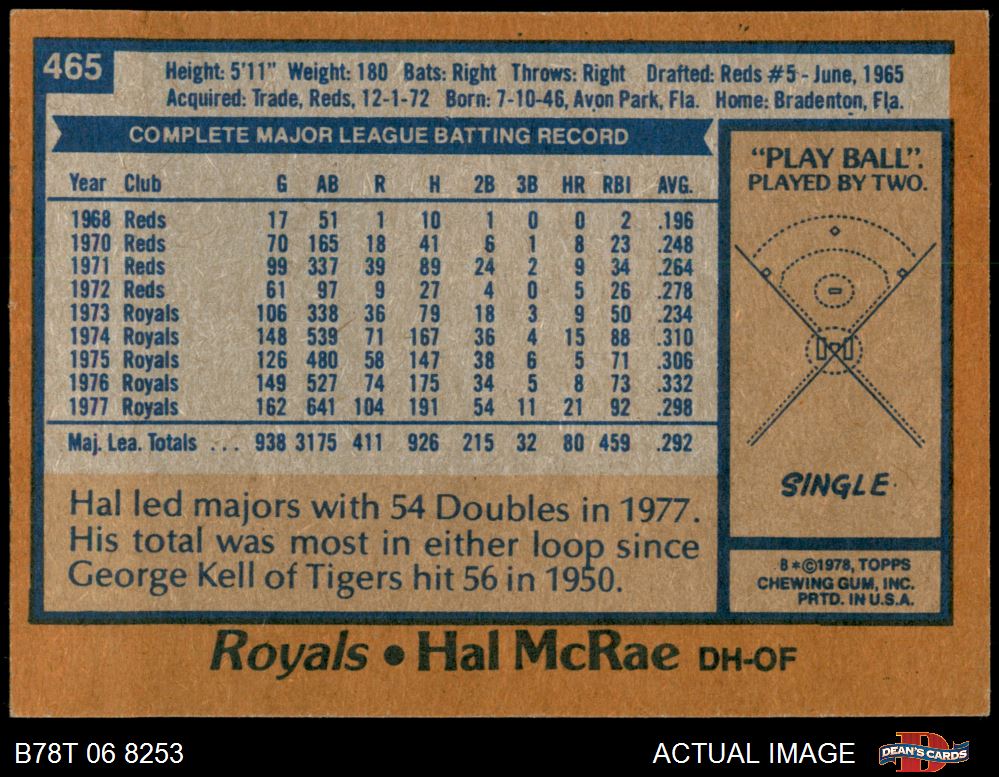 465
Height: 5'11" Weight: 180 Bats: Right Throws: Right Drafted: Reds #5 - June, 1965
Acquired: Trade, Reds, 12-1-72 Born: 7-10-46, Avon Park, Fla. Home: Bradenton, Fla.
COMPLETE MAJOR LEAGUE BATTING RECORD
Year Club G AB R H 2B 3B HR RBI AVG.
1968 Reds 17 51 1 10 1 0 0 2 .196
1970 Reds 70 165 18 41 6 1 8 23 .248
1971 Reds 99 337 39 89 24 2 9 34 .264
1972 Reds 61 97 9 27 4 0 5 26 .278
1973 Royals 106 338 36 79 18 3 9 50 .234
1974 Royals 148 539 71 167 36 4 15 88 .310
1975 Royals 126 480 58 147 38 6 5 71 .306
1976 Royals 149 527 74 175 34 5 8 73 .332
1977 Royals 162 641 104 191 54 11 21 92 .298
Maj. Lea. Totals ... 938 3175 411 926 215 32 80 459 .292
Hal led majors with 54 Doubles in 1977.
His total was most in either loop since
George Kell of Tigers hit 56 in 1950.
"PLAY BALL".
PLAYED BY TWO.
SINGLE
B*©1978, TOPPS
CHEWING GUM, INC.
PRTD. IN U.S.A.
Royals • Hal McRae DH-OF
B78T 06 8253
ACTUAL IMAGE
D
DEAN'S CARDS